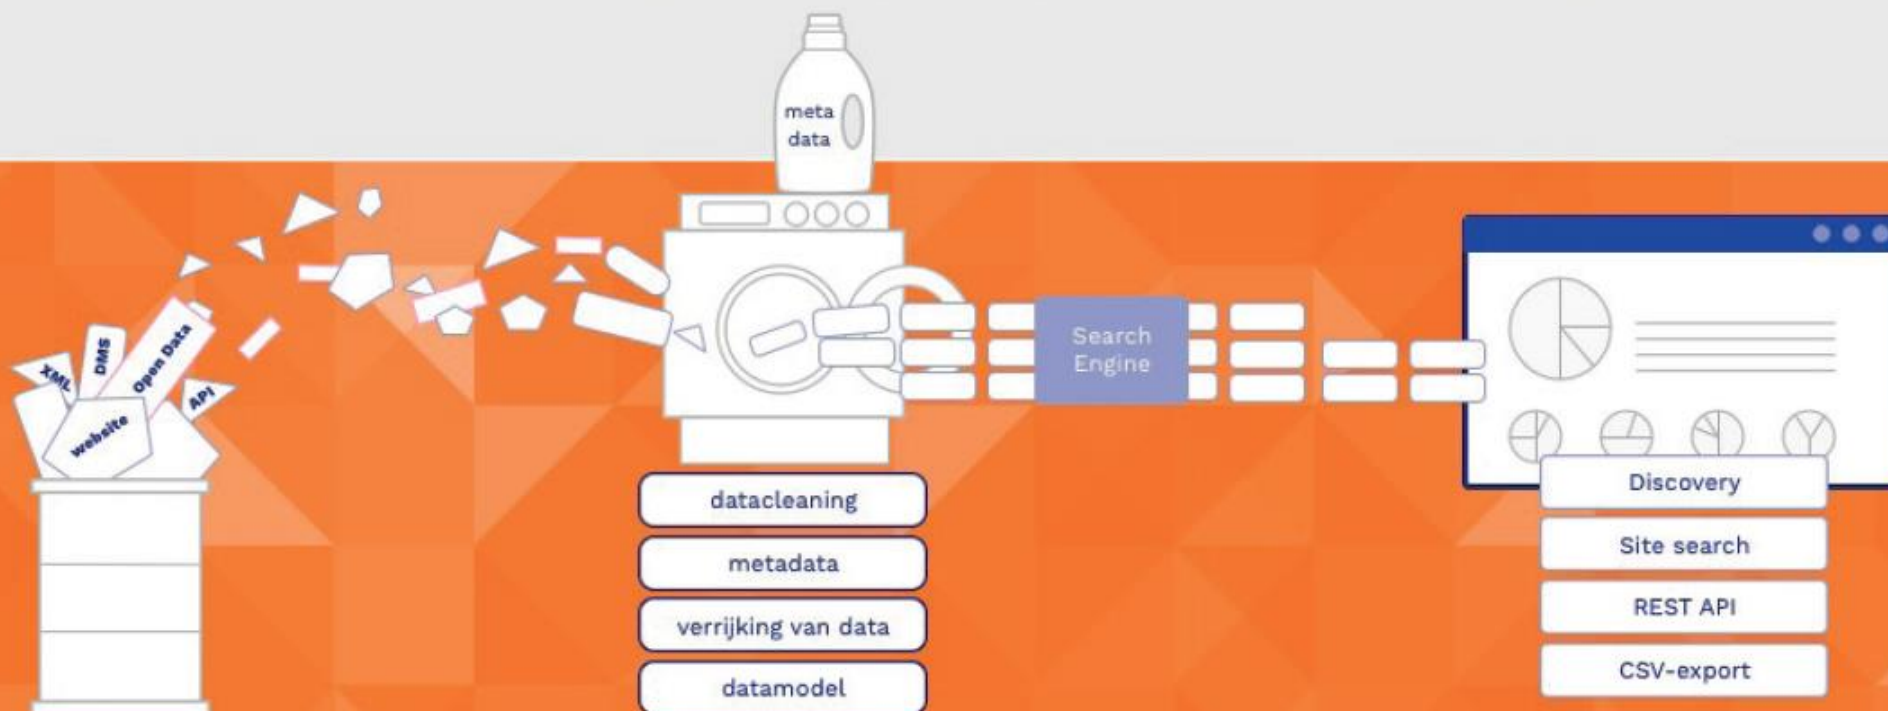 meta
data
XML
DMS
Open Data
API
website
Search
Engine
datacleaning
metadata
verrijking van data
datamodel
Discovery
Site search
REST API
CSV-export